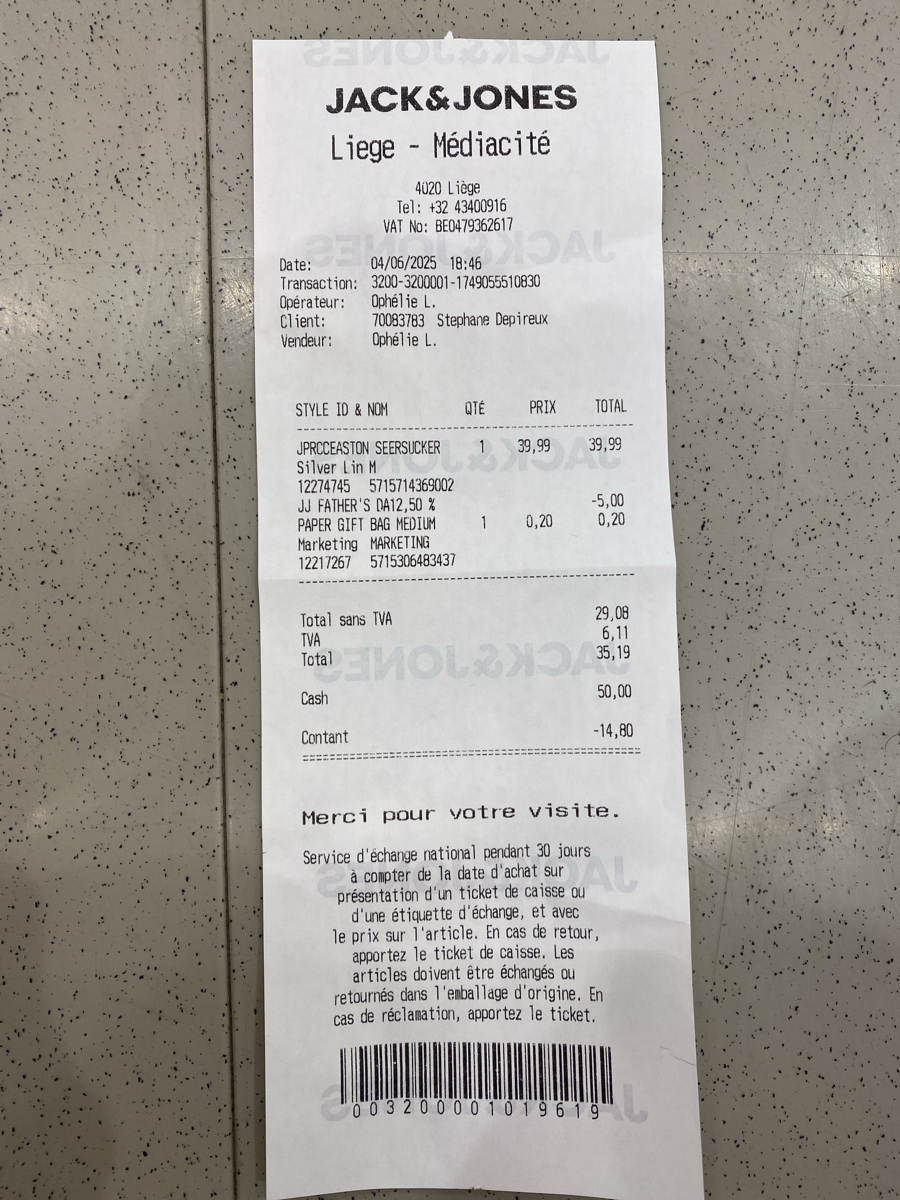 JACK&JONES
Liege - Médiacité
4020 Liège
Tel: +32 43400916
VAT No: BE0479362617
Date: 04/06/2025 18:46
Transaction: 3200-3200001-1749055510830
Opérateur: Ophélie L.
Client: 70083783 Stephane Depireux
Vendeur: Ophélie L.
STYLE ID & NOM QTÉ PRIX TOTAL
JPRCCEASTON SEERSUCKER 1 39,99 39,99
Silver Lin M
12274745 5715714369002
JJ FATHER'S DA12,50 % -5,00
PAPER GIFT BAG MEDIUM 1 0,20 0,20
Marketing MARKETING
12217267 5715306483437
Total sans TVA 29,08
TVA 6,11
Total 35,19
Cash 50,00
Contant -14,80
Merci pour votre visite.
Service d'échange national pendant 30 jours
à compter de la date d'achat sur
présentation d'un ticket de caisse ou
d'une étiquette d'échange, et avec
le prix sur l'article. En cas de retour,
apportez le ticket de caisse. Les
articles doivent être échangés ou
retournés dans l'emballage d'origine. En
cas de réclamation, apportez le ticket.
003200001019619